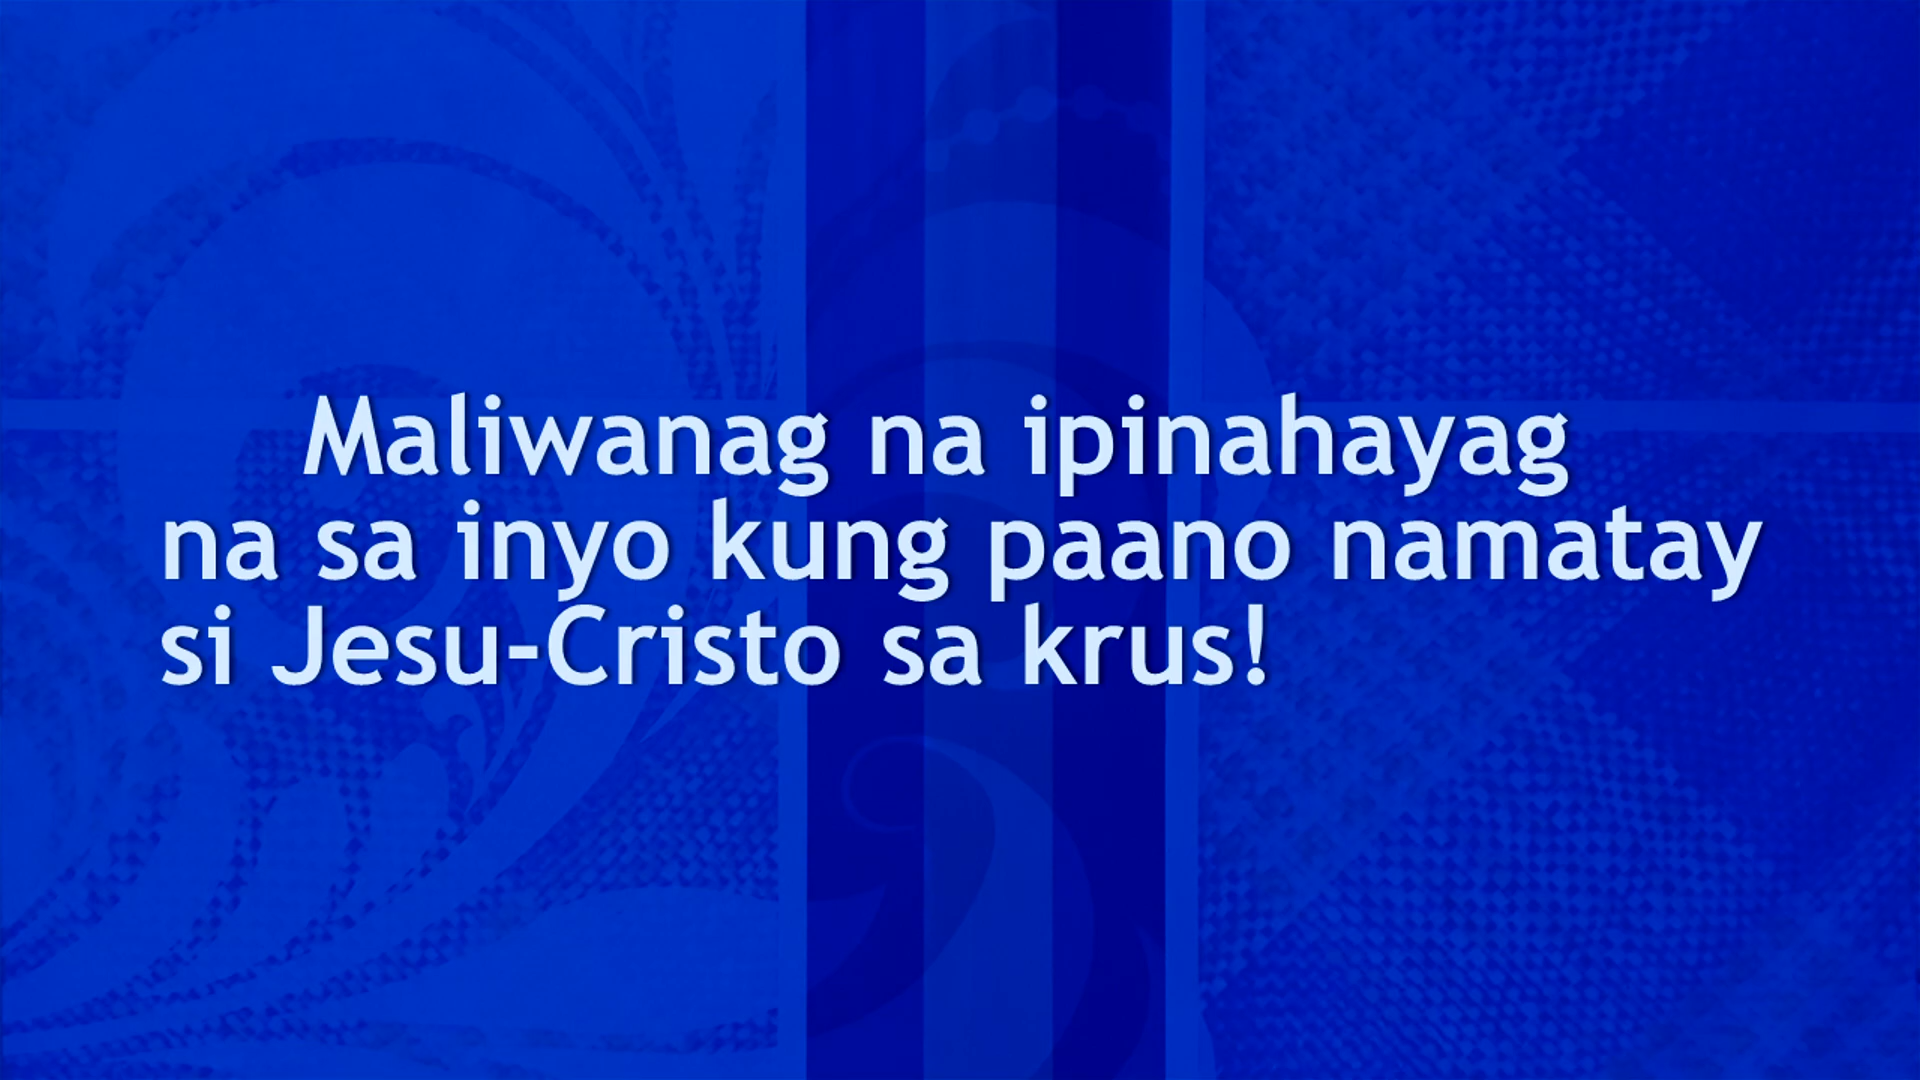 Maliwanag na ipinahayag
na sa inyo kung paano namatay
si Jesu-Cristo sa krus!